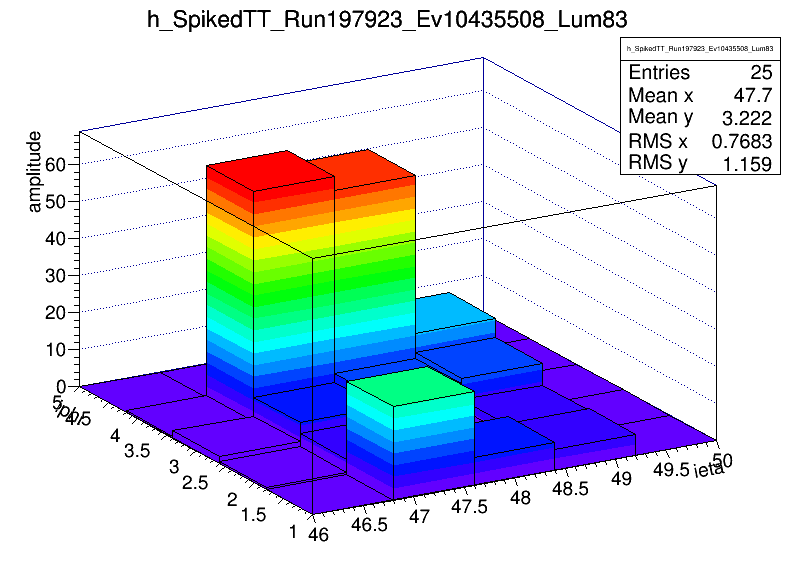 h_SpikedTT_Run197923_Ev10435508_Lum83
h_SpikedTT_Run197923_Ev10435508_Lum83
Entries 25
Mean x 47.7
Mean y 3.222
RMS x 0.7683
RMS y 1.159
amplitude
60
50
40
30
20
10
0
5
4.5
4
3.5
3
2.5
2
1.5
1
iphi
46
46.5
47
47.5
48
48.5
49
49.5
50
ieta